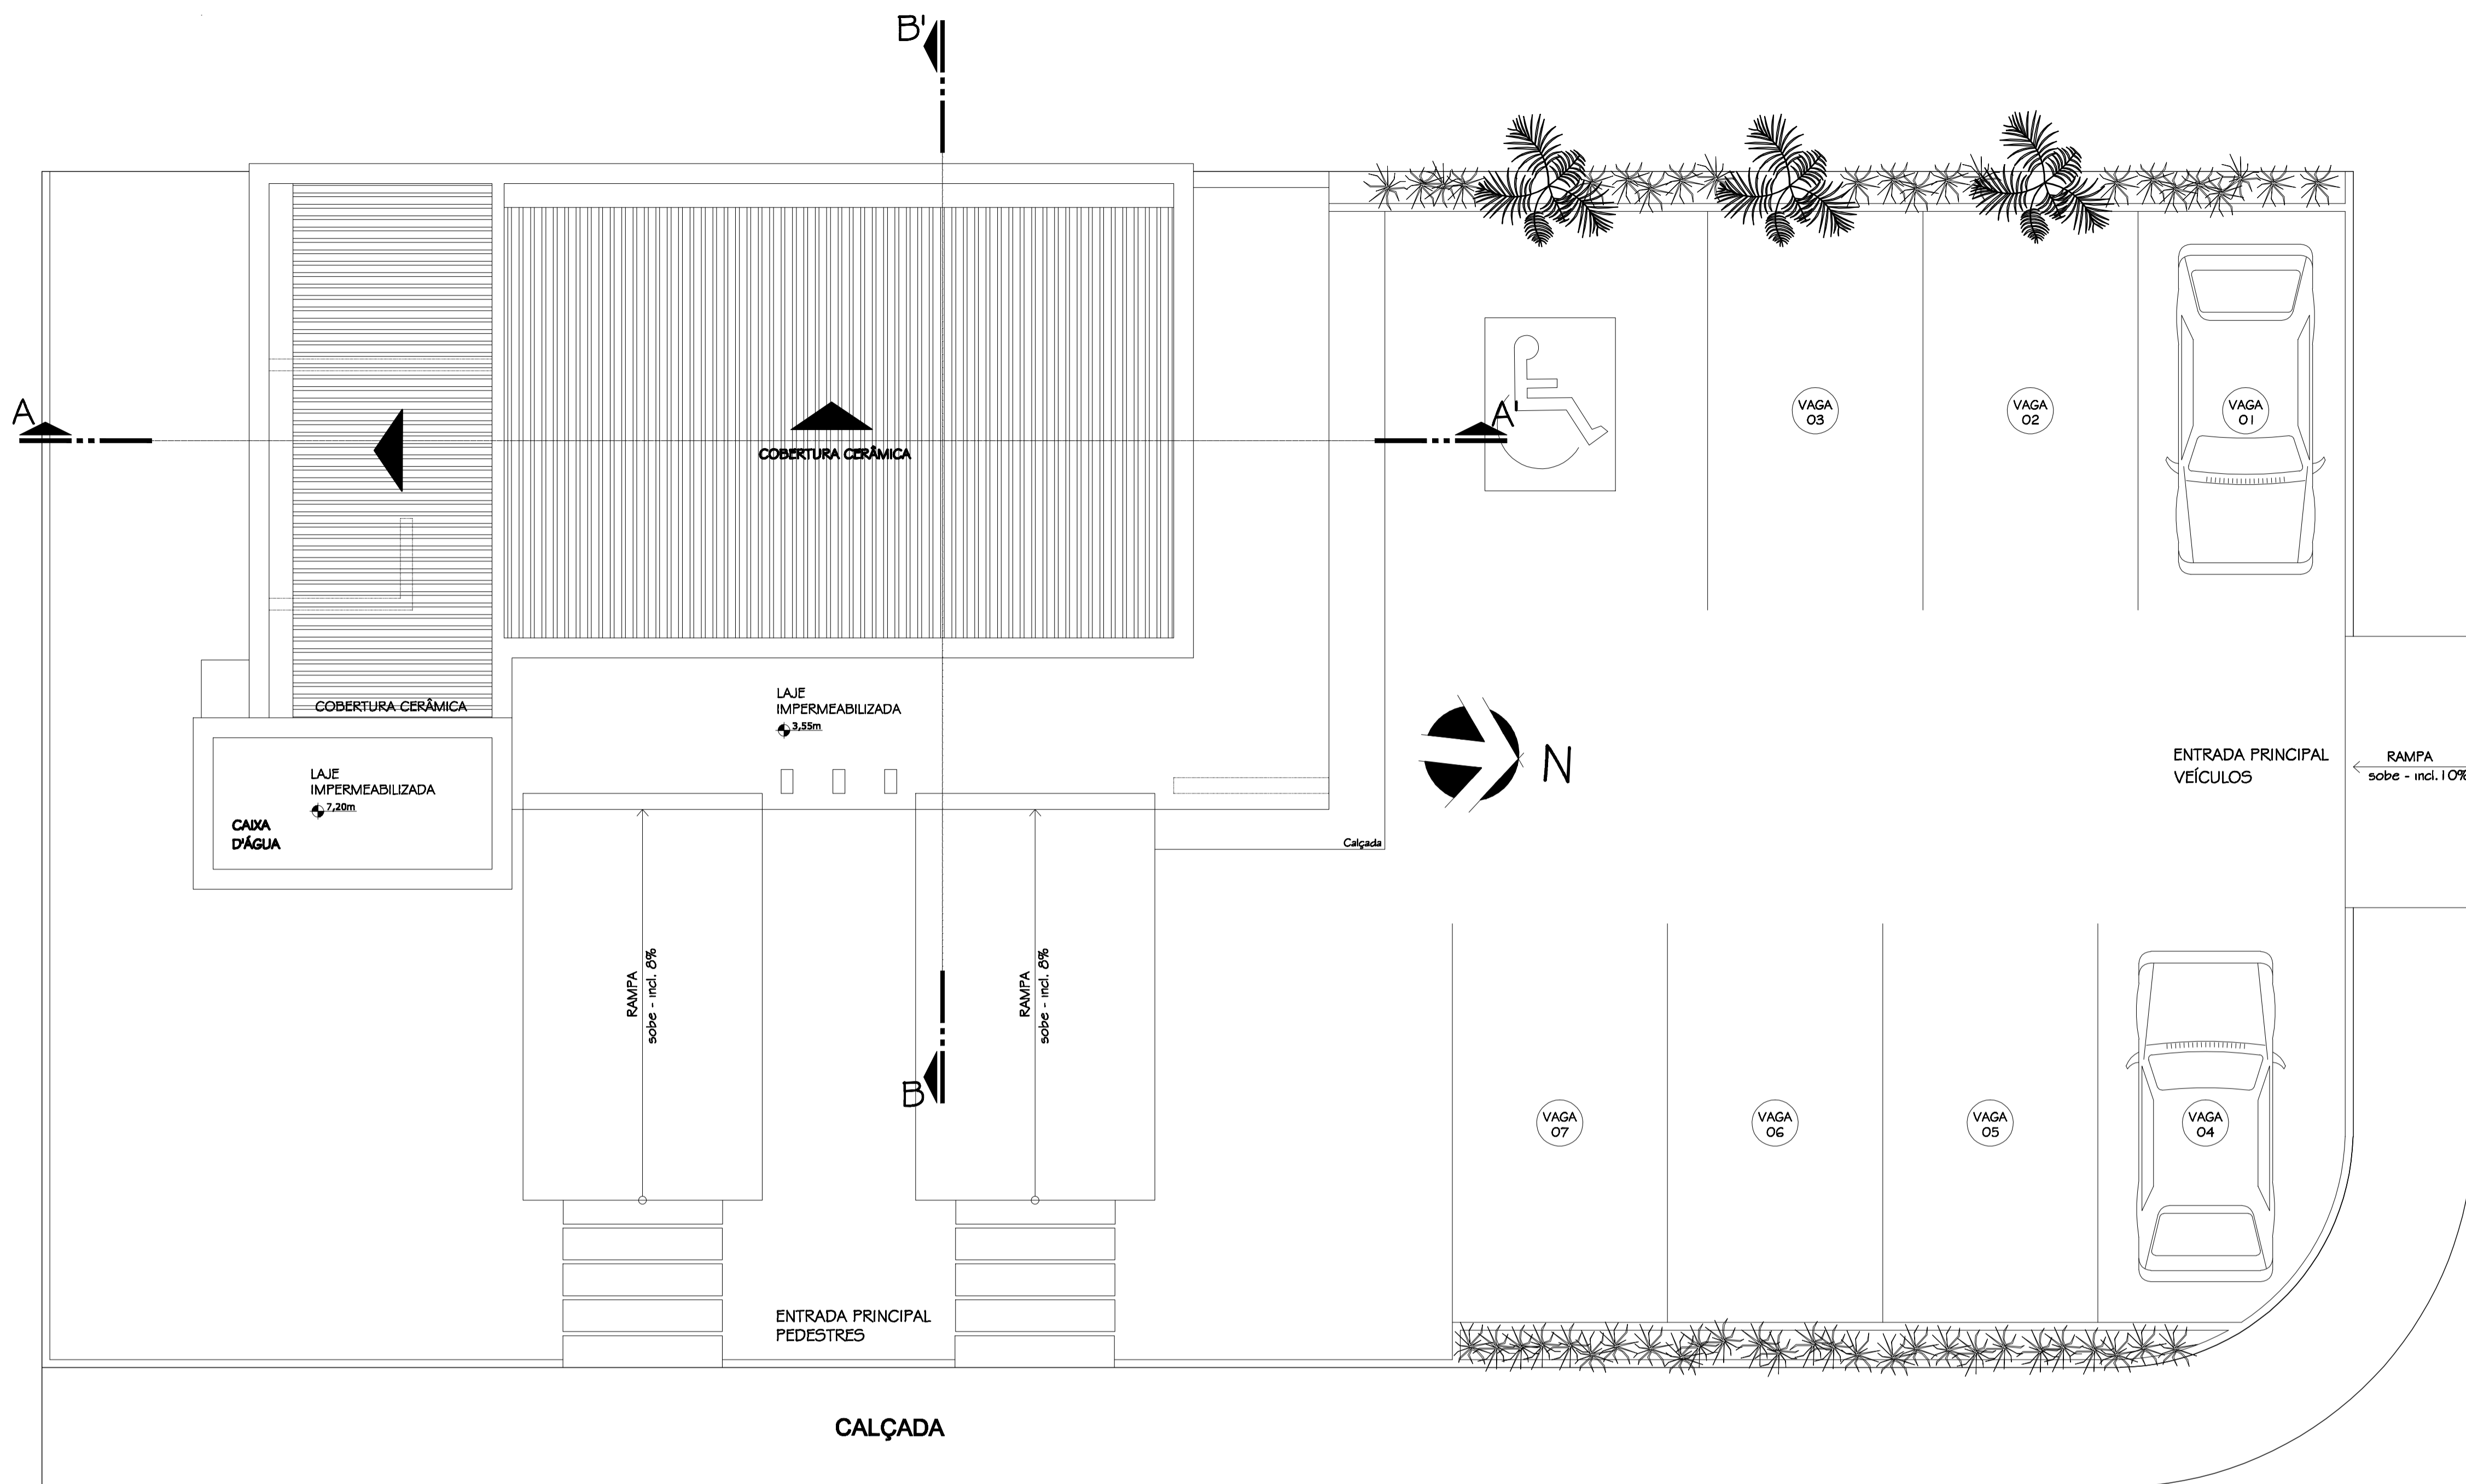 B'
A
A'
COBERTURA CERÂMICA
VAGA
03
VAGA
02
VAGA
01
COBERTURA CERÂMICA
LAJE
IMPERMEABILIZADA
3,55m
LAJE
IMPERMEABILIZADA
7,20m
CAIXA
D'ÁGUA
N
ENTRADA PRINCIPAL
VEÍCULOS
RAMPA
sobe - incl. 10%
Calçada
RAMPA
sobe - incl. 8%
RAMPA
sobe - incl. 8%
B
VAGA
07
VAGA
06
VAGA
05
VAGA
04
ENTRADA PRINCIPAL
PEDESTRES
CALÇADA